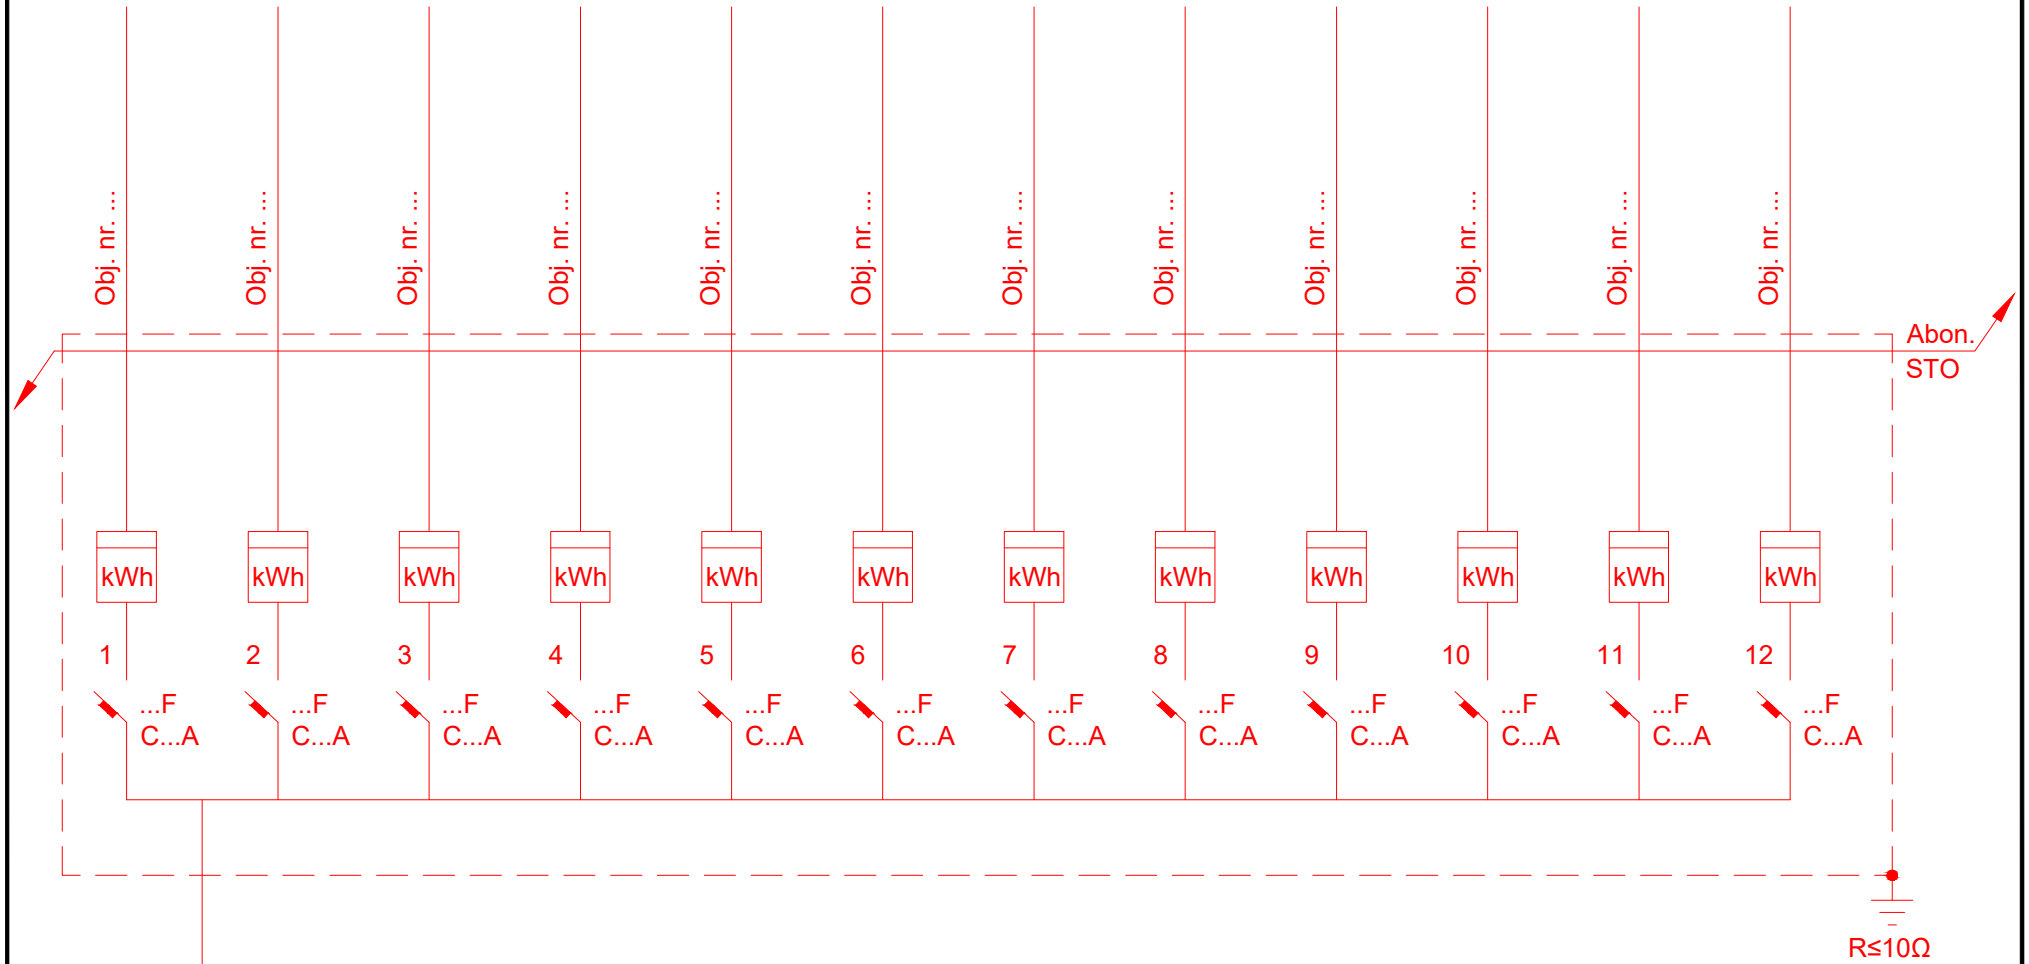 Obj. nr. ...
Obj. nr. ...
Obj. nr. ...
Obj. nr. ...
Obj. nr. ...
Obj. nr. ...
Obj. nr. ...
Obj. nr. ...
Obj. nr. ...
Obj. nr. ...
Obj. nr. ...
Obj. nr. ...
Abon.
STO
kWh
kWh
kWh
kWh
kWh
kWh
kWh
kWh
kWh
kWh
kWh
kWh
1
2
3
4
5
6
7
8
9
10
11
12
...F
C...A
...F
C...A
...F
C...A
...F
C...A
...F
C...A
...F
C...A
...F
C...A
...F
C...A
...F
C...A
...F
C...A
...F
C...A
...F
C...A
R≤10Ω